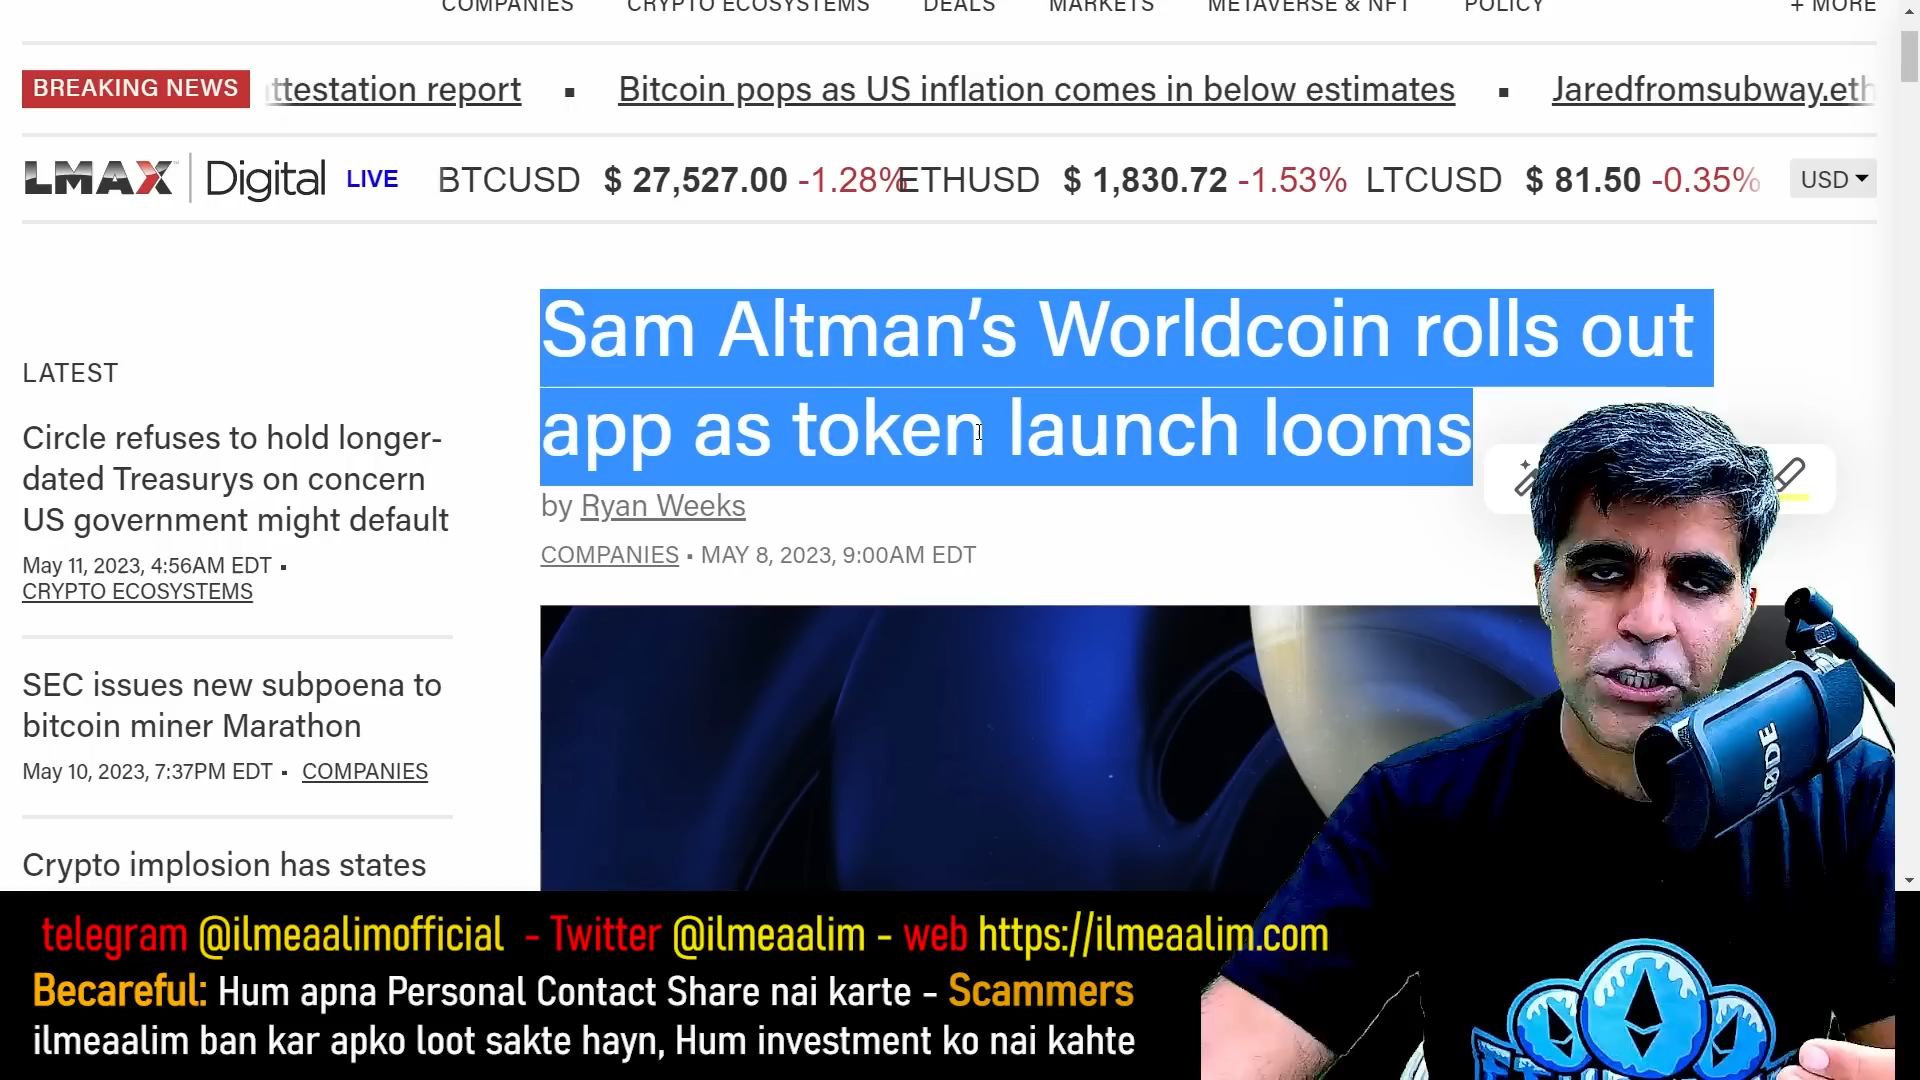 COMPANIES CRYPTO ECOSYSTEMS DEALS MARKETS METAVERSE & NFT POLICY + MORE
BREAKING NEWS ttestation report ▪ Bitcoin pops as US inflation comes in below estimates ▪ Jaredfromsubway.eth
LMAX Digital LIVE BTCUSD $ 27,527.00 -1.28% ETHUSD $ 1,830.72 -1.53% LTCUSD $ 81.50 -0.35% USD
Sam Altman’s Worldcoin rolls out
app as token launch looms
by Ryan Weeks
COMPANIES • MAY 8, 2023, 9:00AM EDT
LATEST
Circle refuses to hold longer-
dated Treasurys on concern
US government might default
May 11, 2023, 4:56AM EDT •
CRYPTO ECOSYSTEMS
SEC issues new subpoena to
bitcoin miner Marathon
May 10, 2023, 7:37PM EDT • COMPANIES
Crypto implosion has states
RØDE
telegram @ilmeaalimofficial - Twitter @ilmeaalim - web https://ilmeaalim.com
Becareful: Hum apna Personal Contact Share nai karte - Scammers
ilmeaalim ban kar apko loot sakte hayn, Hum investment ko nai kahte